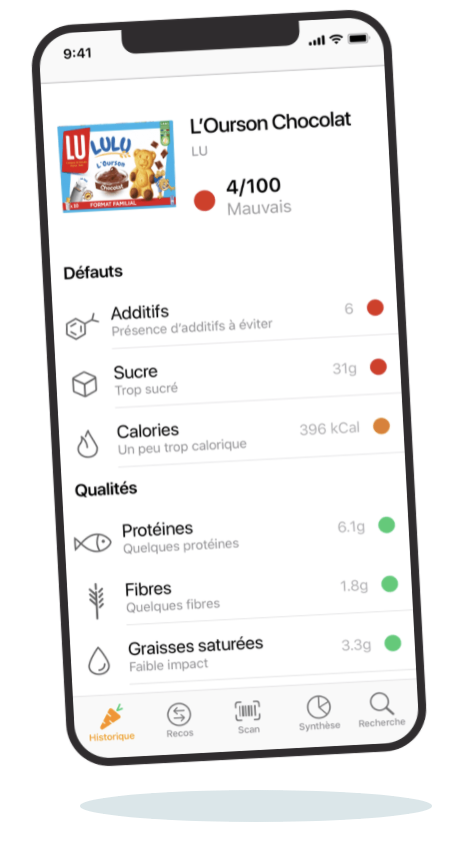 9:41
L'Ourson Chocolat
LU
4/100
Mauvais
LU
LULU
L'Ourson
Chocolat
x10
FORMAT FAMILIAL
Défauts
Additifs
6
Présence d'additifs à éviter
Sucre
31g
Trop sucré
Calories
396 kCal
Un peu trop calorique
Qualités
Protéines
6.1g
Quelques protéines
Fibres
1.8g
Quelques fibres
Graisses saturées
3.3g
Faible impact
Historique
Recos
Scan
Synthèse
Recherche